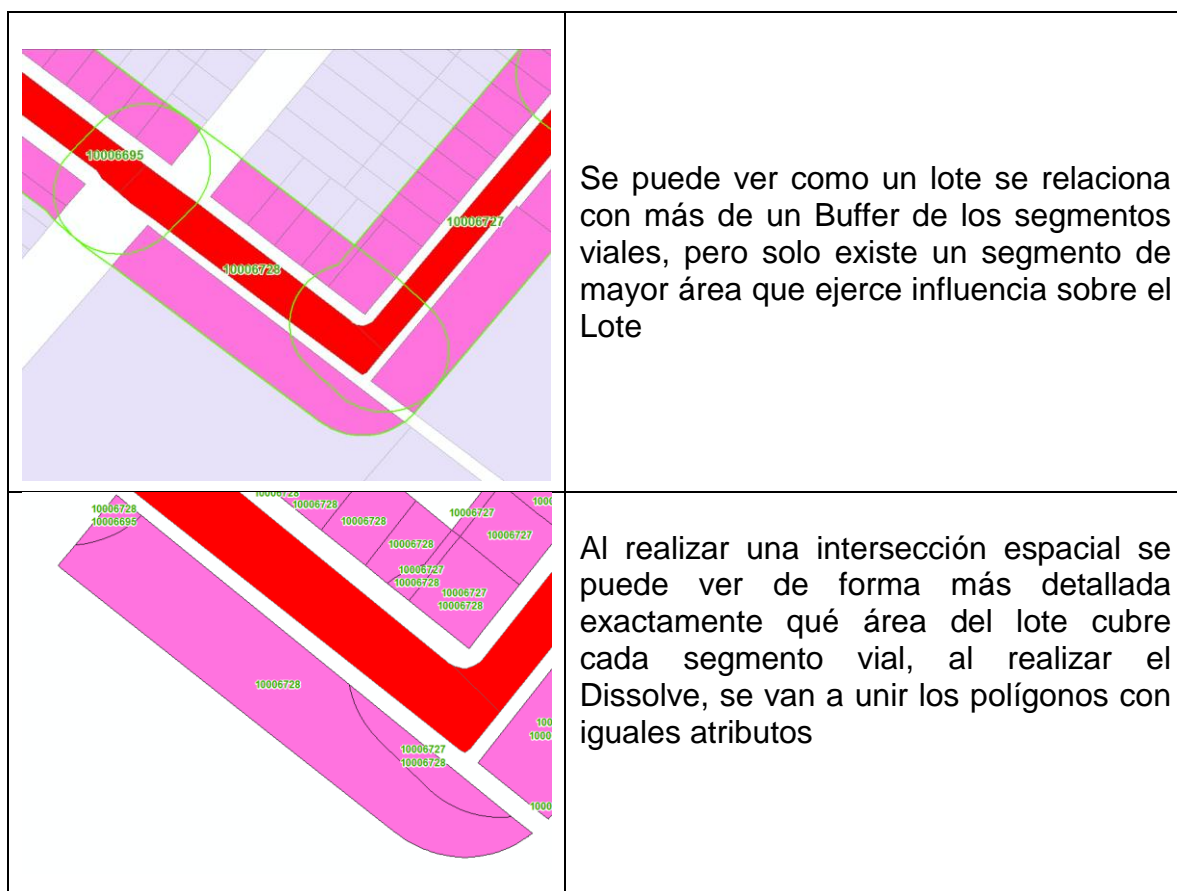 10006695
10006727
10006728
Se puede ver como un lote se relaciona
con más de un Buffer de los segmentos
viales, pero solo existe un segmento de
mayor área que ejerce influencia sobre el
Lote
10006728
10006695
10006728
10006728
10006728
10006728
10006727
10006728
10006727
10006728
10006727
10006727
10006728
10006727
10006728
Al realizar una intersección espacial se
puede ver de forma más detallada
exactamente qué área del lote cubre
cada segmento vial, al realizar el
Dissolve, se van a unir los polígonos con
iguales atributos